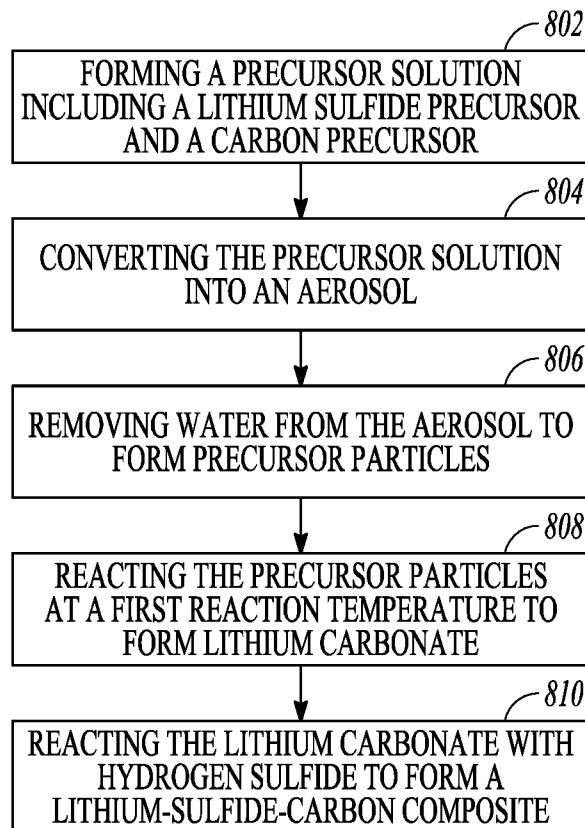 802
FORMING A PRECURSOR SOLUTION
INCLUDING A LITHIUM SULFIDE PRECURSOR
AND A CARBON PRECURSOR
804
CONVERTING THE PRECURSOR SOLUTION
INTO AN AEROSOL
806
REMOVING WATER FROM THE AEROSOL TO
FORM PRECURSOR PARTICLES
808
REACTING THE PRECURSOR PARTICLES
AT A FIRST REACTION TEMPERATURE TO
FORM LITHIUM CARBONATE
810
REACTING THE LITHIUM CARBONATE WITH
HYDROGEN SULFIDE TO FORM A
LITHIUM-SULFIDE-CARBON COMPOSITE